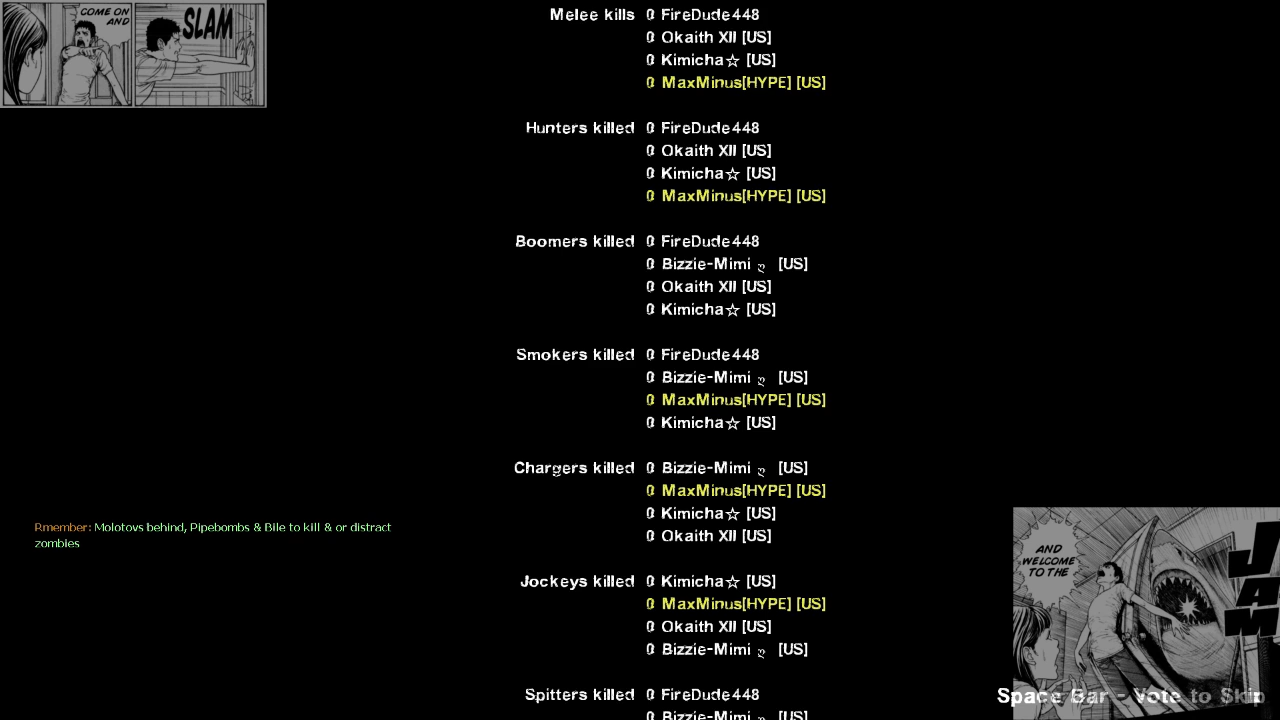 COME ON
AND
SLAM
Melee kills 0 FireDude448
0 Okaith XII [US]
0 Kimicha☆ [US]
0 MaxMinus[HYPE] [US]
Hunters killed 0 FireDude448
0 Okaith XII [US]
0 Kimicha☆ [US]
0 MaxMinus[HYPE] [US]
Boomers killed 0 FireDude448
0 Bizzie-Mimi ღ [US]
0 Okaith XII [US]
0 Kimicha☆ [US]
Smokers killed 0 FireDude448
0 Bizzie-Mimi ღ [US]
0 MaxMinus[HYPE] [US]
0 Kimicha☆ [US]
Chargers killed 0 Bizzie-Mimi ღ [US]
0 MaxMinus[HYPE] [US]
0 Kimicha☆ [US]
0 Okaith XII [US]
Rmember: Molotovs behind, Pipebombs & Bile to kill & or distract
zombies
Jockeys killed 0 Kimicha☆ [US]
0 MaxMinus[HYPE] [US]
0 Okaith XII [US]
0 Bizzie-Mimi ღ [US]
Spitters killed 0 FireDude448
0 Bizzie-Mimi ღ [US]
AND
WELCOME
TO THE
JAM
Space Bar - Vote to Skip